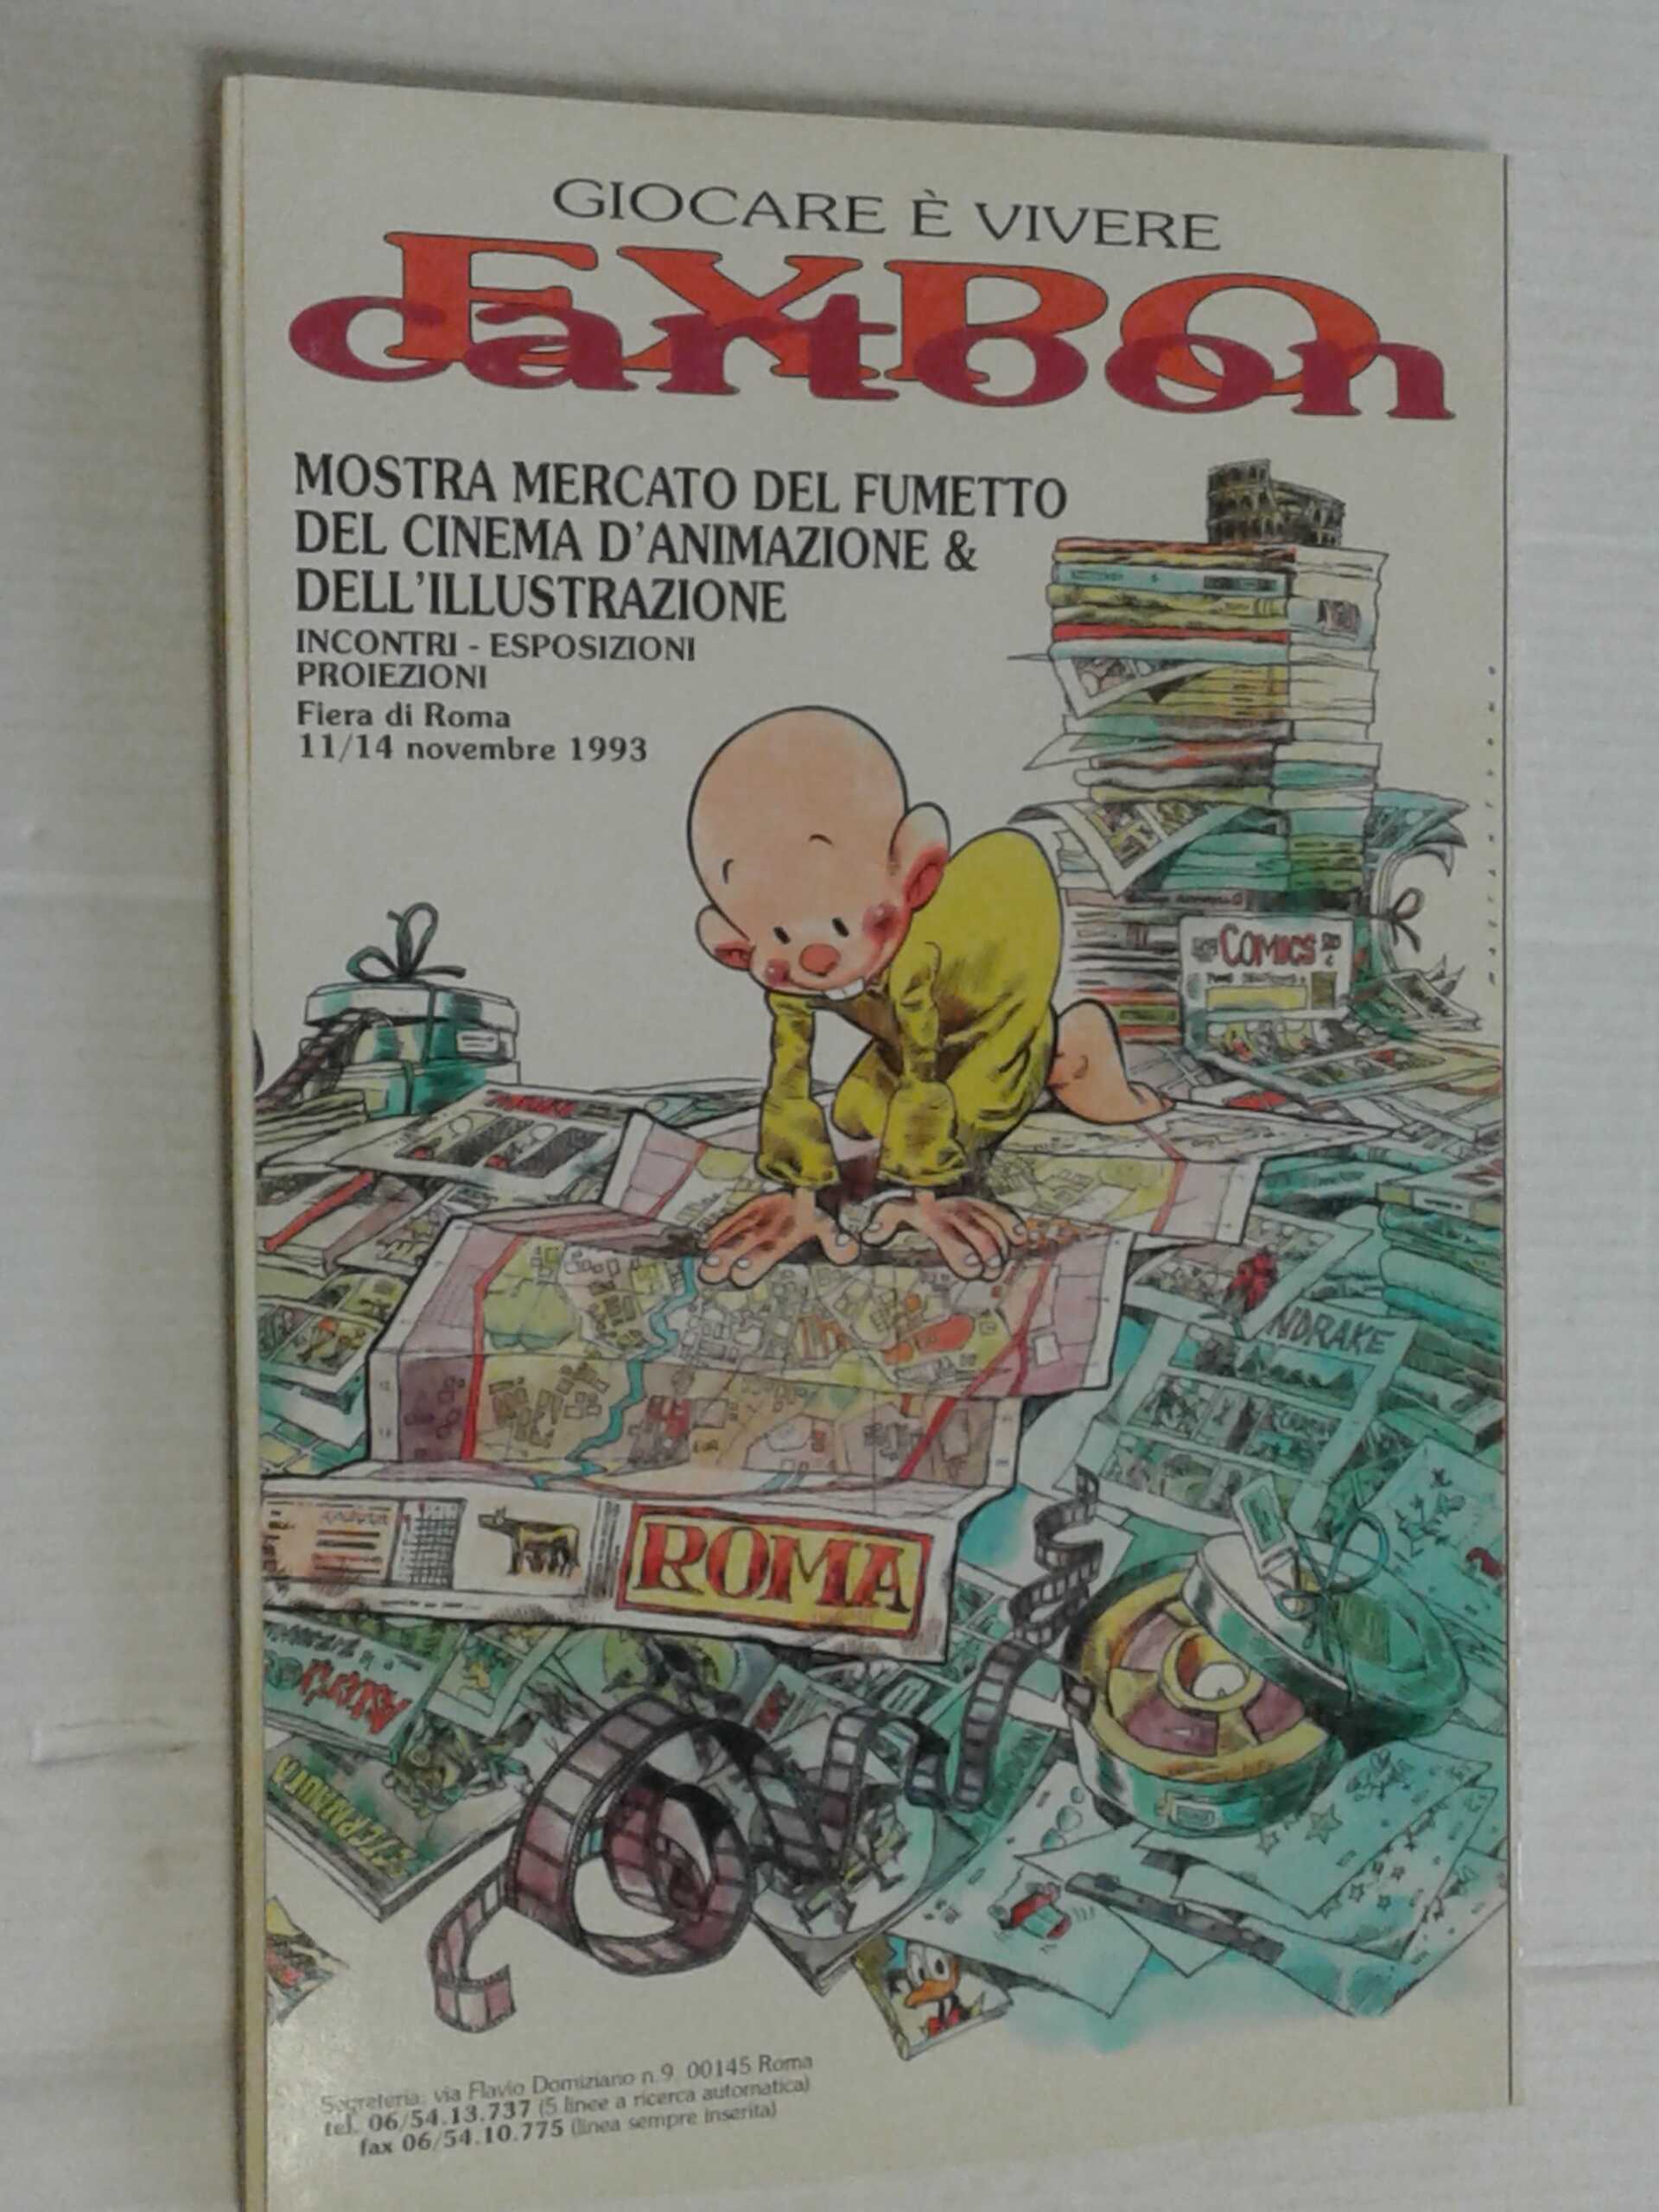 GIOCARE È VIVERE
EXPO
cartoon
MOSTRA MERCATO DEL FUMETTO
DEL CINEMA D'ANIMAZIONE &
DELL'ILLUSTRAZIONE
INCONTRI - ESPOSIZIONI
PROIEZIONI
Fiera di Roma
11/14 novembre 1993
COMICS
NDRAKE
EUR
ROMA
L'ETERNAUTA
Segreteria: via Flavio Domiziano n.9 00145 Roma
tel. 06/54.13.737 (5 linee a ricerca automatica)
fax 06/54.10.775 (linea sempre inserita)